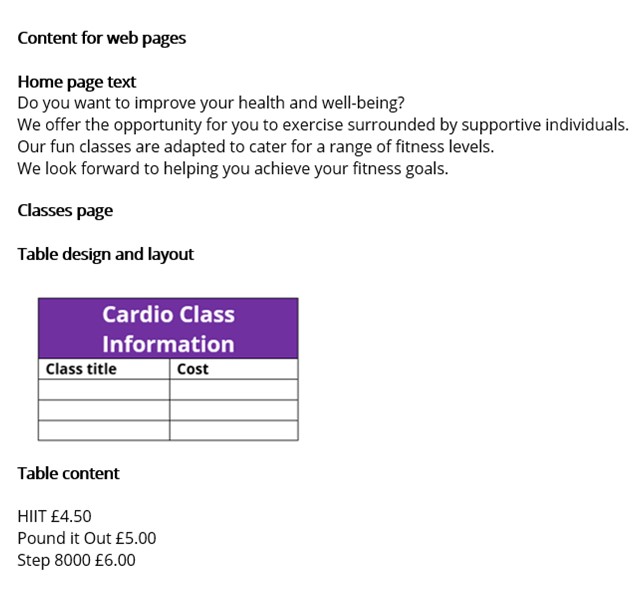 Content for web pages
Home page text
Do you want to improve your health and well-being?
We offer the opportunity for you to exercise surrounded by supportive individuals.
Our fun classes are adapted to cater for a range of fitness levels.
We look forward to helping you achieve your fitness goals.
Classes page
Table design and layout
Cardio Class
Information
Class title Cost
Table content
HIIT £4.50
Pound it Out £5.00
Step 8000 £6.00